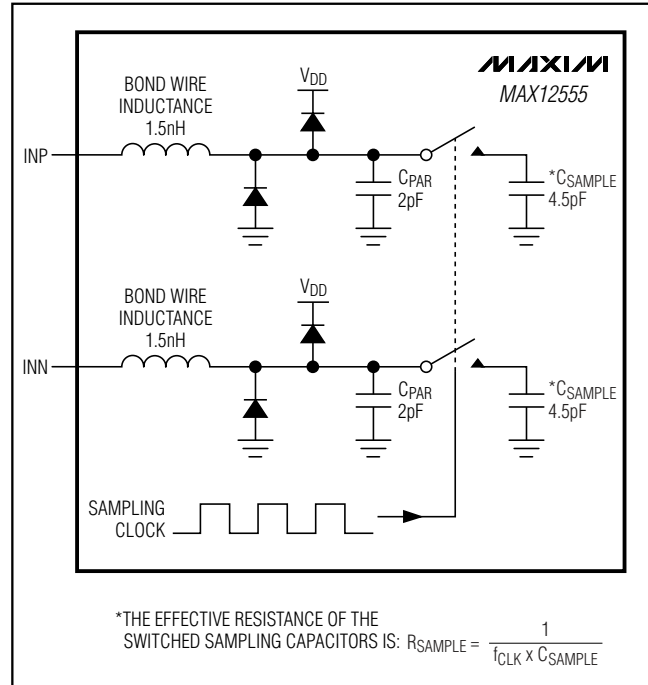 MAXIM
MAX12555
BOND WIRE
INDUCTANCE
1.5nH
VDD
INP
CPAR
2pF
*CSAMPLE
4.5pF
BOND WIRE
INDUCTANCE
1.5nH
VDD
INN
CPAR
2pF
*CSAMPLE
4.5pF
SAMPLING
CLOCK
*THE EFFECTIVE RESISTANCE OF THE
SWITCHED SAMPLING CAPACITORS IS: RSAMPLE = 1
fCLK x CSAMPLE